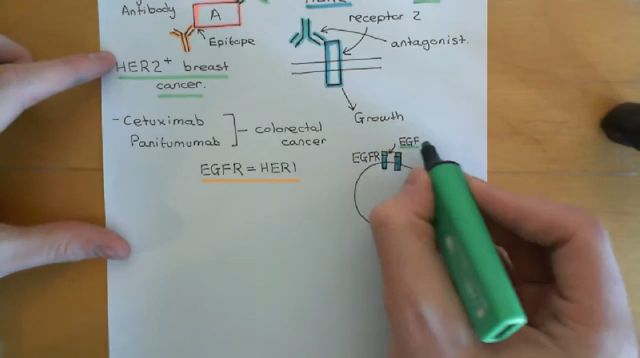 Antibody
A
Epitope
receptor 2
antagonist.
HER2+ breast
cancer.
Growth
- Cetuximab
Panitumumab
- colorectal
cancer
EGFR = HER1
EGFR
EGF